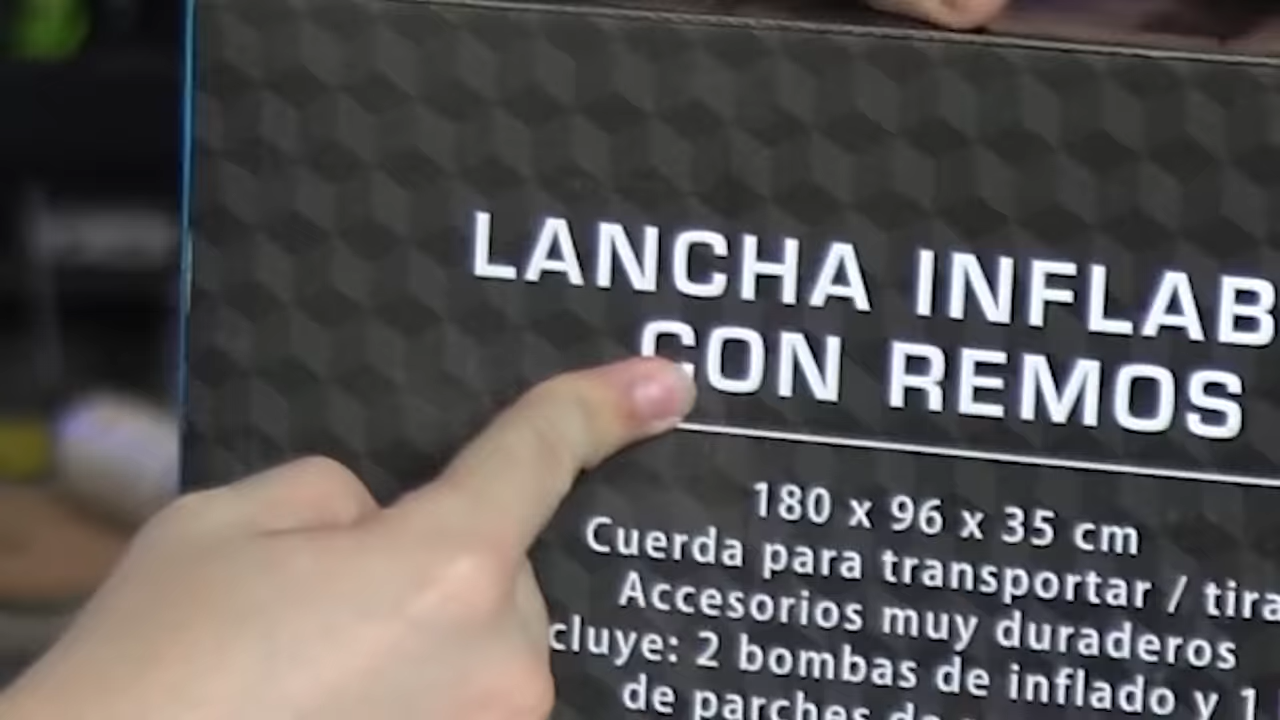 LANCHA INFLAB
CON REMOS
180 x 96 x 35 cm
Cuerda para transportar / tira
Accesorios muy duraderos
cluye: 2 bombas de inflado y 1
de parches de